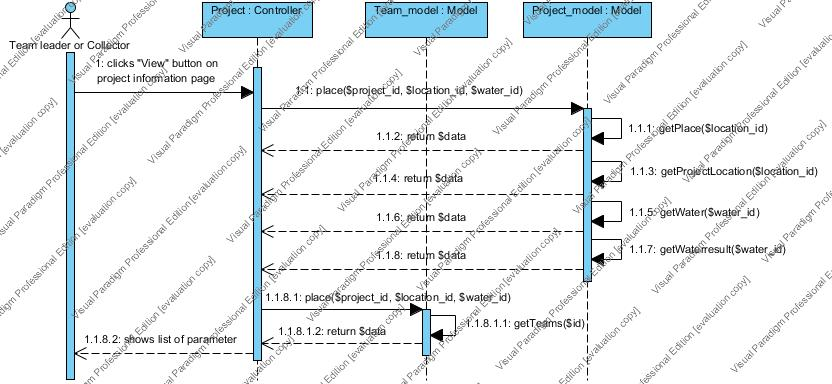 Project : Controller
Team_model : Model
Project_model : Model
Team leader or Collector
1: clicks "View" button on
project information page
1.1: place($project_id, $location_id, $water_id)
1.1.1: getPlace($location_id)
1.1.2: return $data
1.1.3: getProjectLocation($location_id)
1.1.4: return $data
1.1.5: getWater($water_id)
1.1.6: return $data
1.1.7: getWaterresult($water_id)
1.1.8: return $data
1.1.8.1: place($project_id, $location_id, $water_id)
1.1.8.1.1: getTeams($id)
1.1.8.1.2: return $data
1.1.8.2: shows list of parameter
Visual Paradigm Professional Edition [evaluation copy]